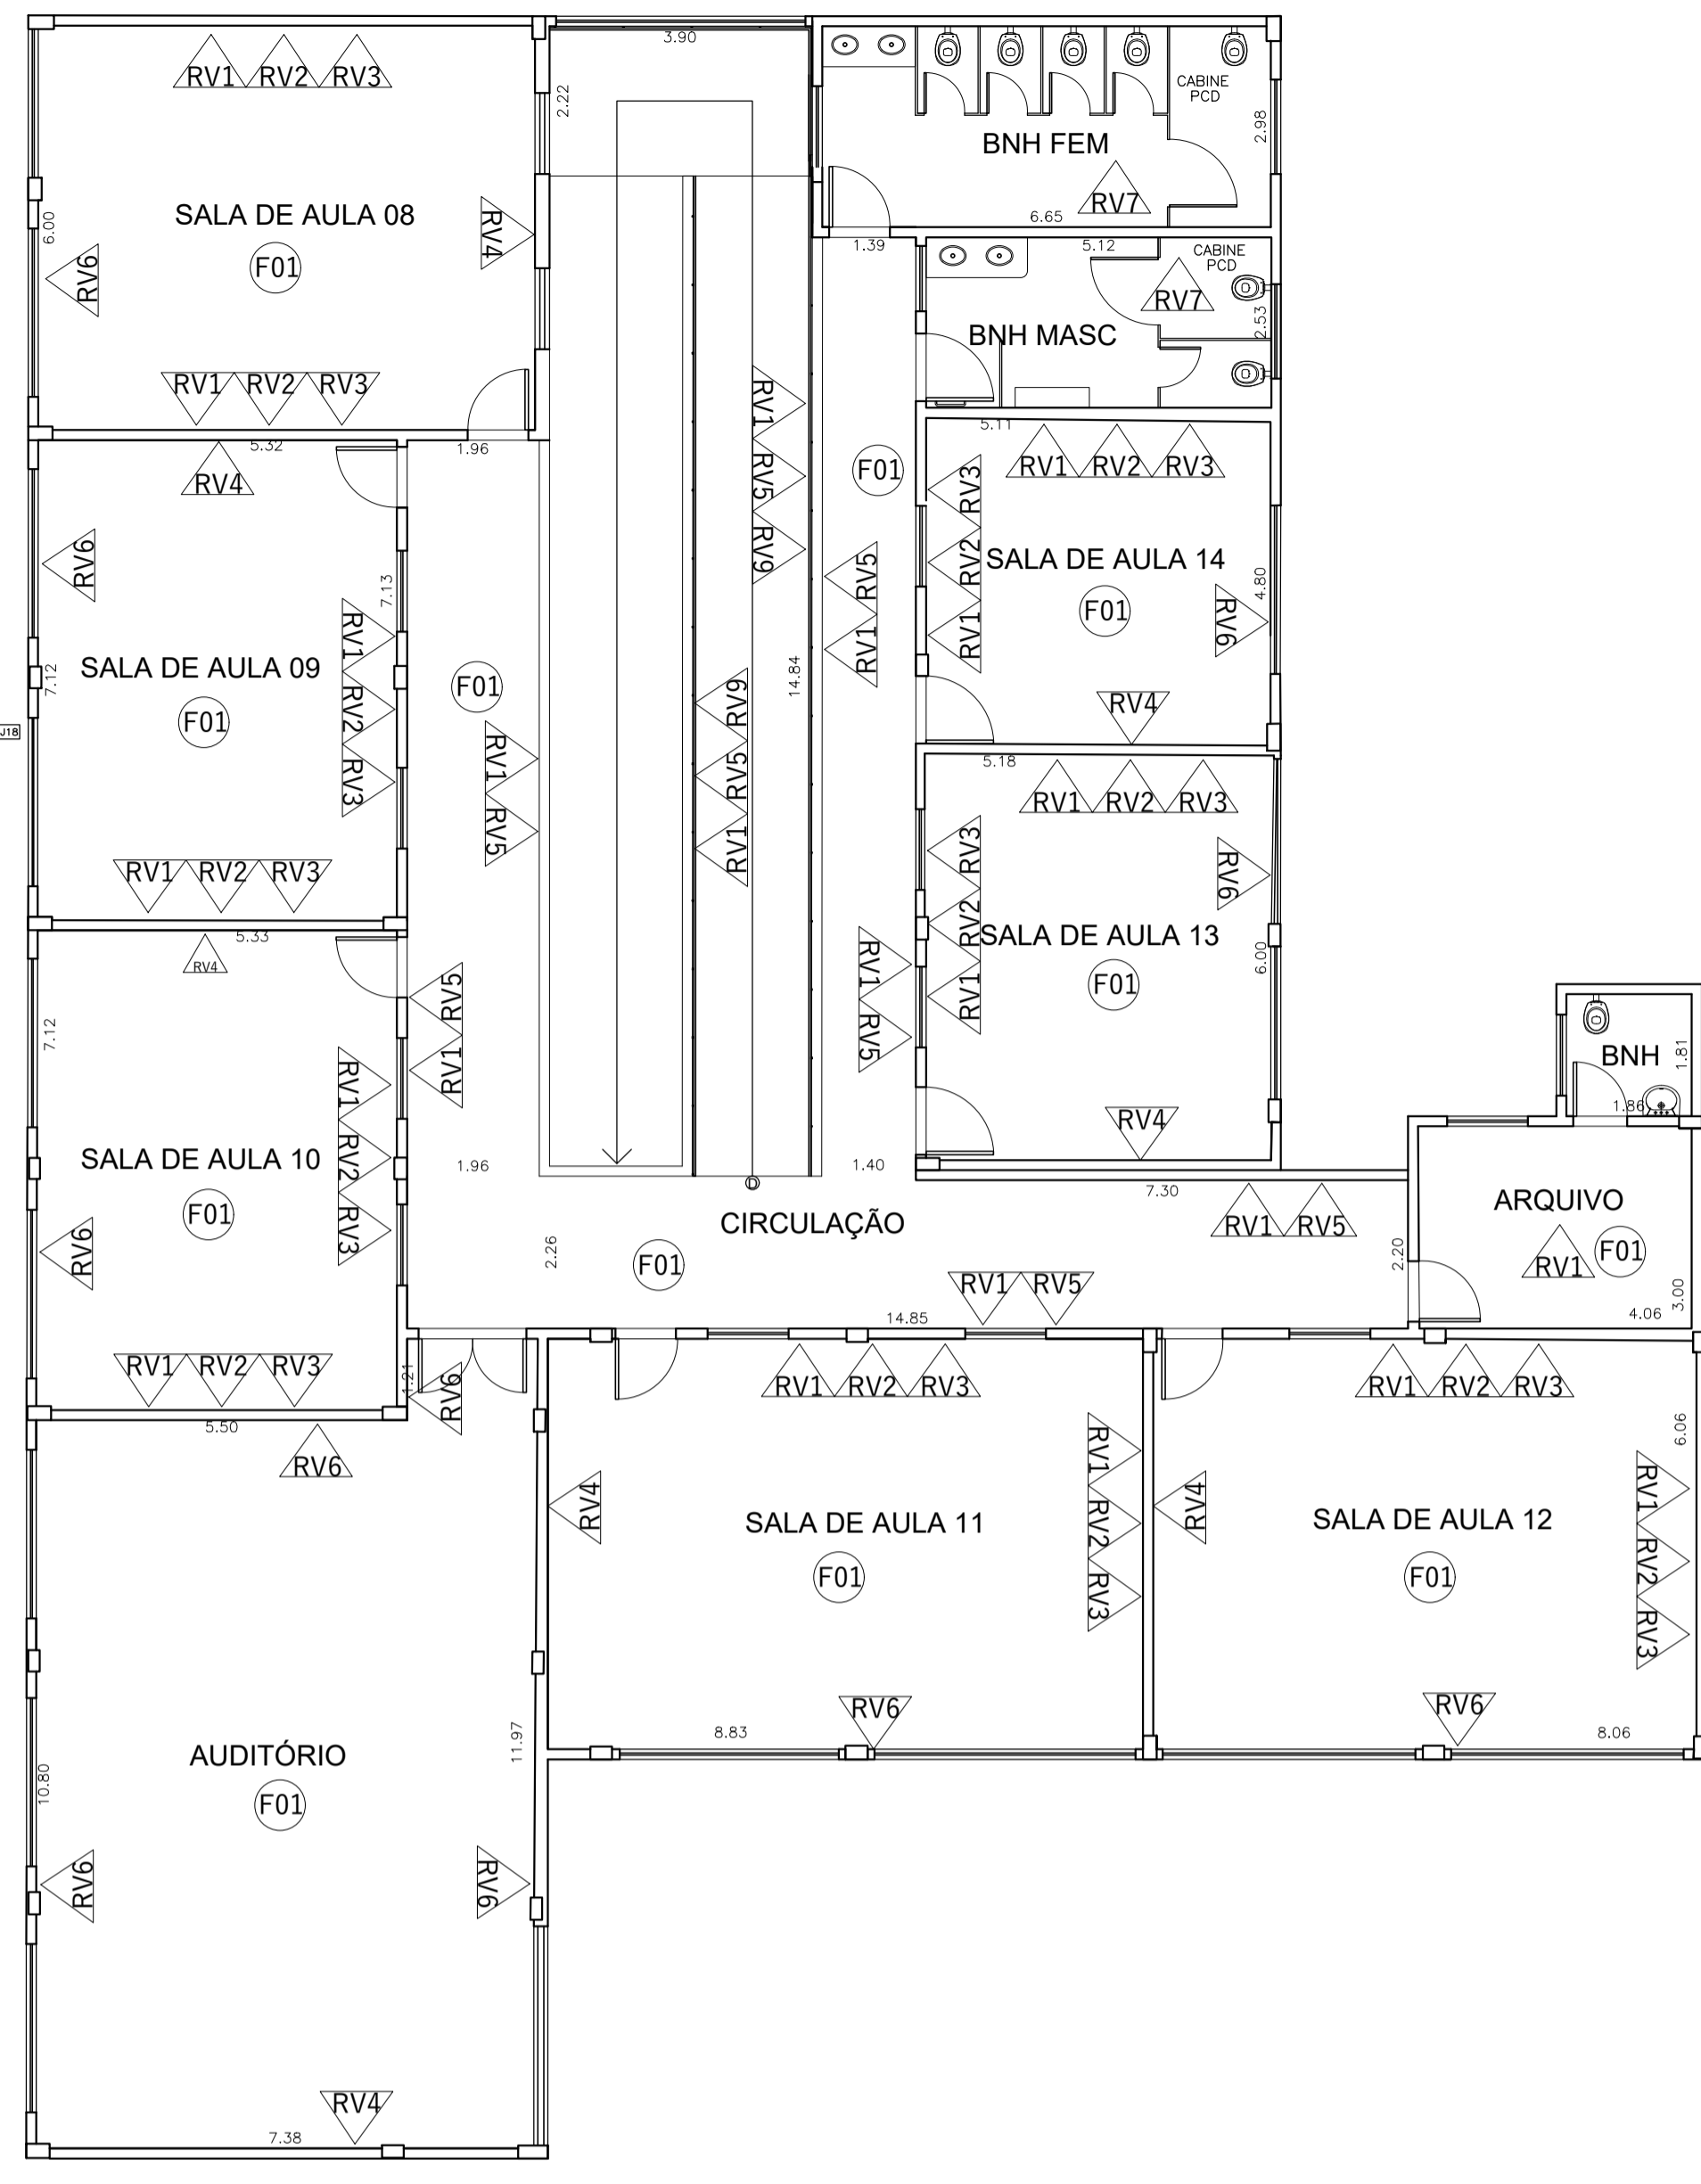 3.90
RV1 RV2 RV3
2.22
CABINE
PCD
2.98
BNH FEM
RV7
6.65
SALA DE AULA 08
F01
6.00
RV6
RV4
1.39
5.12
CABINE
PCD
RV7
2.53
BNH MASC
RV1 RV2 RV3
5.32
1.96
RV4
RV1
RV5
RV9
F01
5.11
RV1 RV2 RV3
RV3
RV2
RV1
SALA DE AULA 14
F01
4.80
RV6
RV4
RV6
7.13
RV5
RV1
SALA DE AULA 09
F01
7.12
RV1
RV2
RV3
F01
14.84
RV9
RV5
RV1
J18
RV1
RV5
5.18
RV1 RV2 RV3
RV3
RV2
RV1
RV6
RV1 RV2 RV3
SALA DE AULA 13
F01
6.00
5.33
RV4
RV1
RV5
RV5
RV1
7.12
RV1
RV2
RV3
BNH
1.81
1.86
RV4
SALA DE AULA 10
F01
1.96
1.40
D
7.30
ARQUIVO
F01
RV1
3.00
4.06
RV6
CIRCULAÇÃO
RV1 RV5
2.26
F01
2.20
RV1 RV5
14.85
RV1 RV2 RV3
1.21
RV6
RV1 RV2 RV3
RV1 RV2 RV3
5.50
RV6
6.06
RV4
RV1
RV2
RV3
RV4
RV1
RV2
RV3
SALA DE AULA 11
F01
SALA DE AULA 12
F01
RV6
RV6
8.83
8.06
11.97
AUDITÓRIO
F01
10.80
RV6
RV6
RV4
7.38